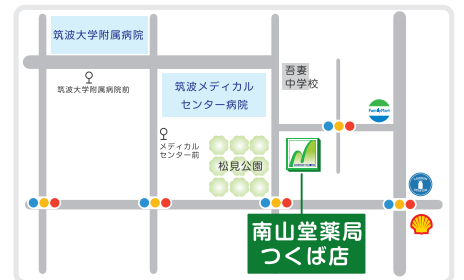 筑波大学附属病院
筑波大学附属病院前
筑波メディカル
センター病院
吾妻
中学校
FamilyMart
メディカル
センター前
松見公園
南山堂薬局
つくば店